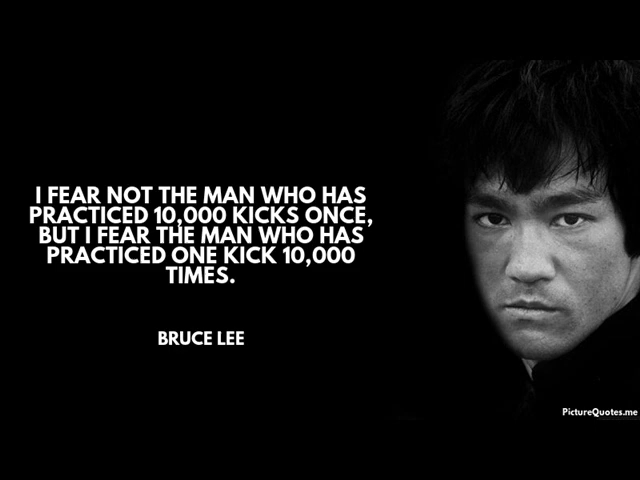 I FEAR NOT THE MAN WHO HAS
PRACTICED 10,000 KICKS ONCE,
BUT I FEAR THE MAN WHO HAS
PRACTICED ONE KICK 10,000
TIMES.
BRUCE LEE
PictureQuotes.me